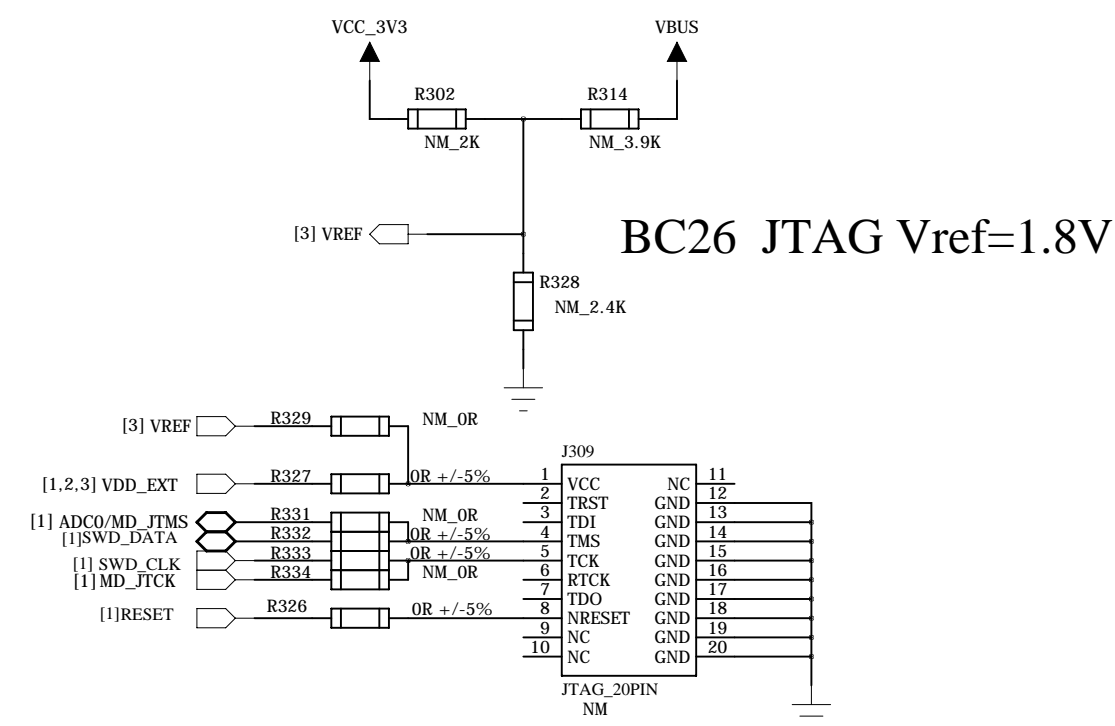 VCC_3V3 VBUS
R302 R314
NM_2K NM_3.9K
[3] VREF
BC26 JTAG Vref=1.8V
R328
NM_2.4K
[3] VREF R329 NM_0R
J309
[1,2,3] VDD_EXT R327 0R +/-5% 1 VCC NC 11
2 TRST GND 12
[1] ADC0/MD_JTMS R331 NM_0R 3 TDI GND 13
[1]SWD_DATA R332 0R +/-5% 4 TMS GND 14
[1] SWD_CLK R333 0R +/-5% 5 TCK GND 15
[1] MD_JTCK R334 NM_0R 6 RTCK GND 16
7 TDO GND 17
[1]RESET R326 0R +/-5% 8 NRESET GND 18
9 NC GND 19
10 NC GND 20
JTAG_20PIN
NM